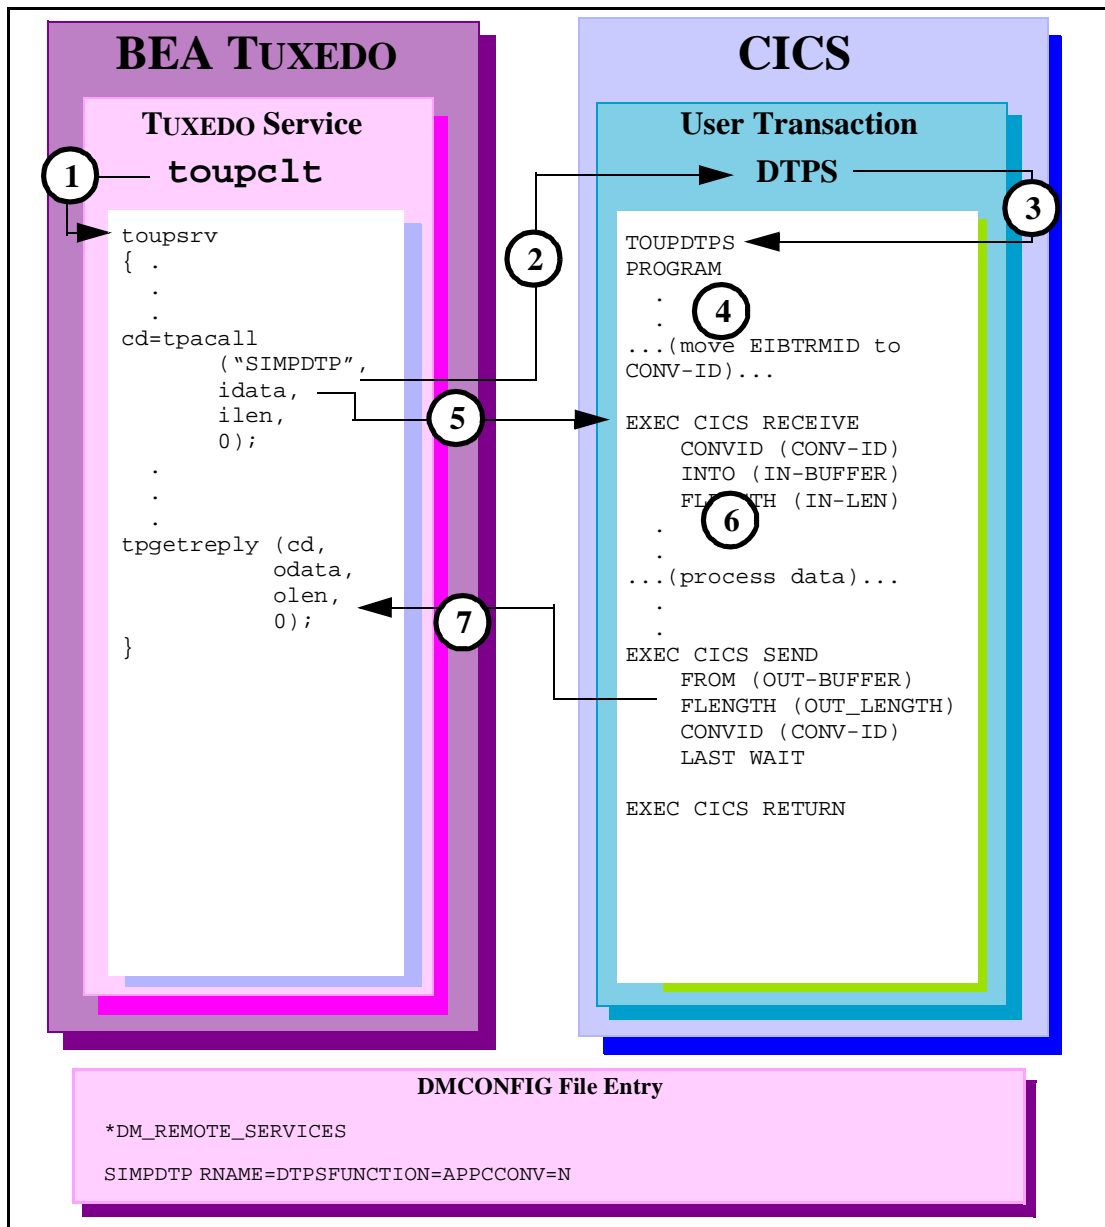 BEA TUXEDO
TUXEDO Service
1
toupclt
toupsrv
{ .
.
.
cd=tpacall
(“SIMPDTP”,
idata,
ilen,
0);
.
.
.
tpgetreply (cd,
odata,
olen,
0);
}
2
5
7
CICS
User Transaction
DTPS
3
TOUPDTPS
PROGRAM
.
4
.
...(move EIBTRMID to
CONV-ID)...
EXEC CICS RECEIVE
CONVID (CONV-ID)
INTO (IN-BUFFER)
FLENGTH (IN-LEN)
6
.
.
...(process data)...
.
.
EXEC CICS SEND
FROM (OUT-BUFFER)
FLENGTH (OUT_LENGTH)
CONVID (CONV-ID)
LAST WAIT
EXEC CICS RETURN
DMCONFIG File Entry
*DM_REMOTE_SERVICES
SIMPDTP RNAME=DTPSFUNCTION=APPCCONV=N